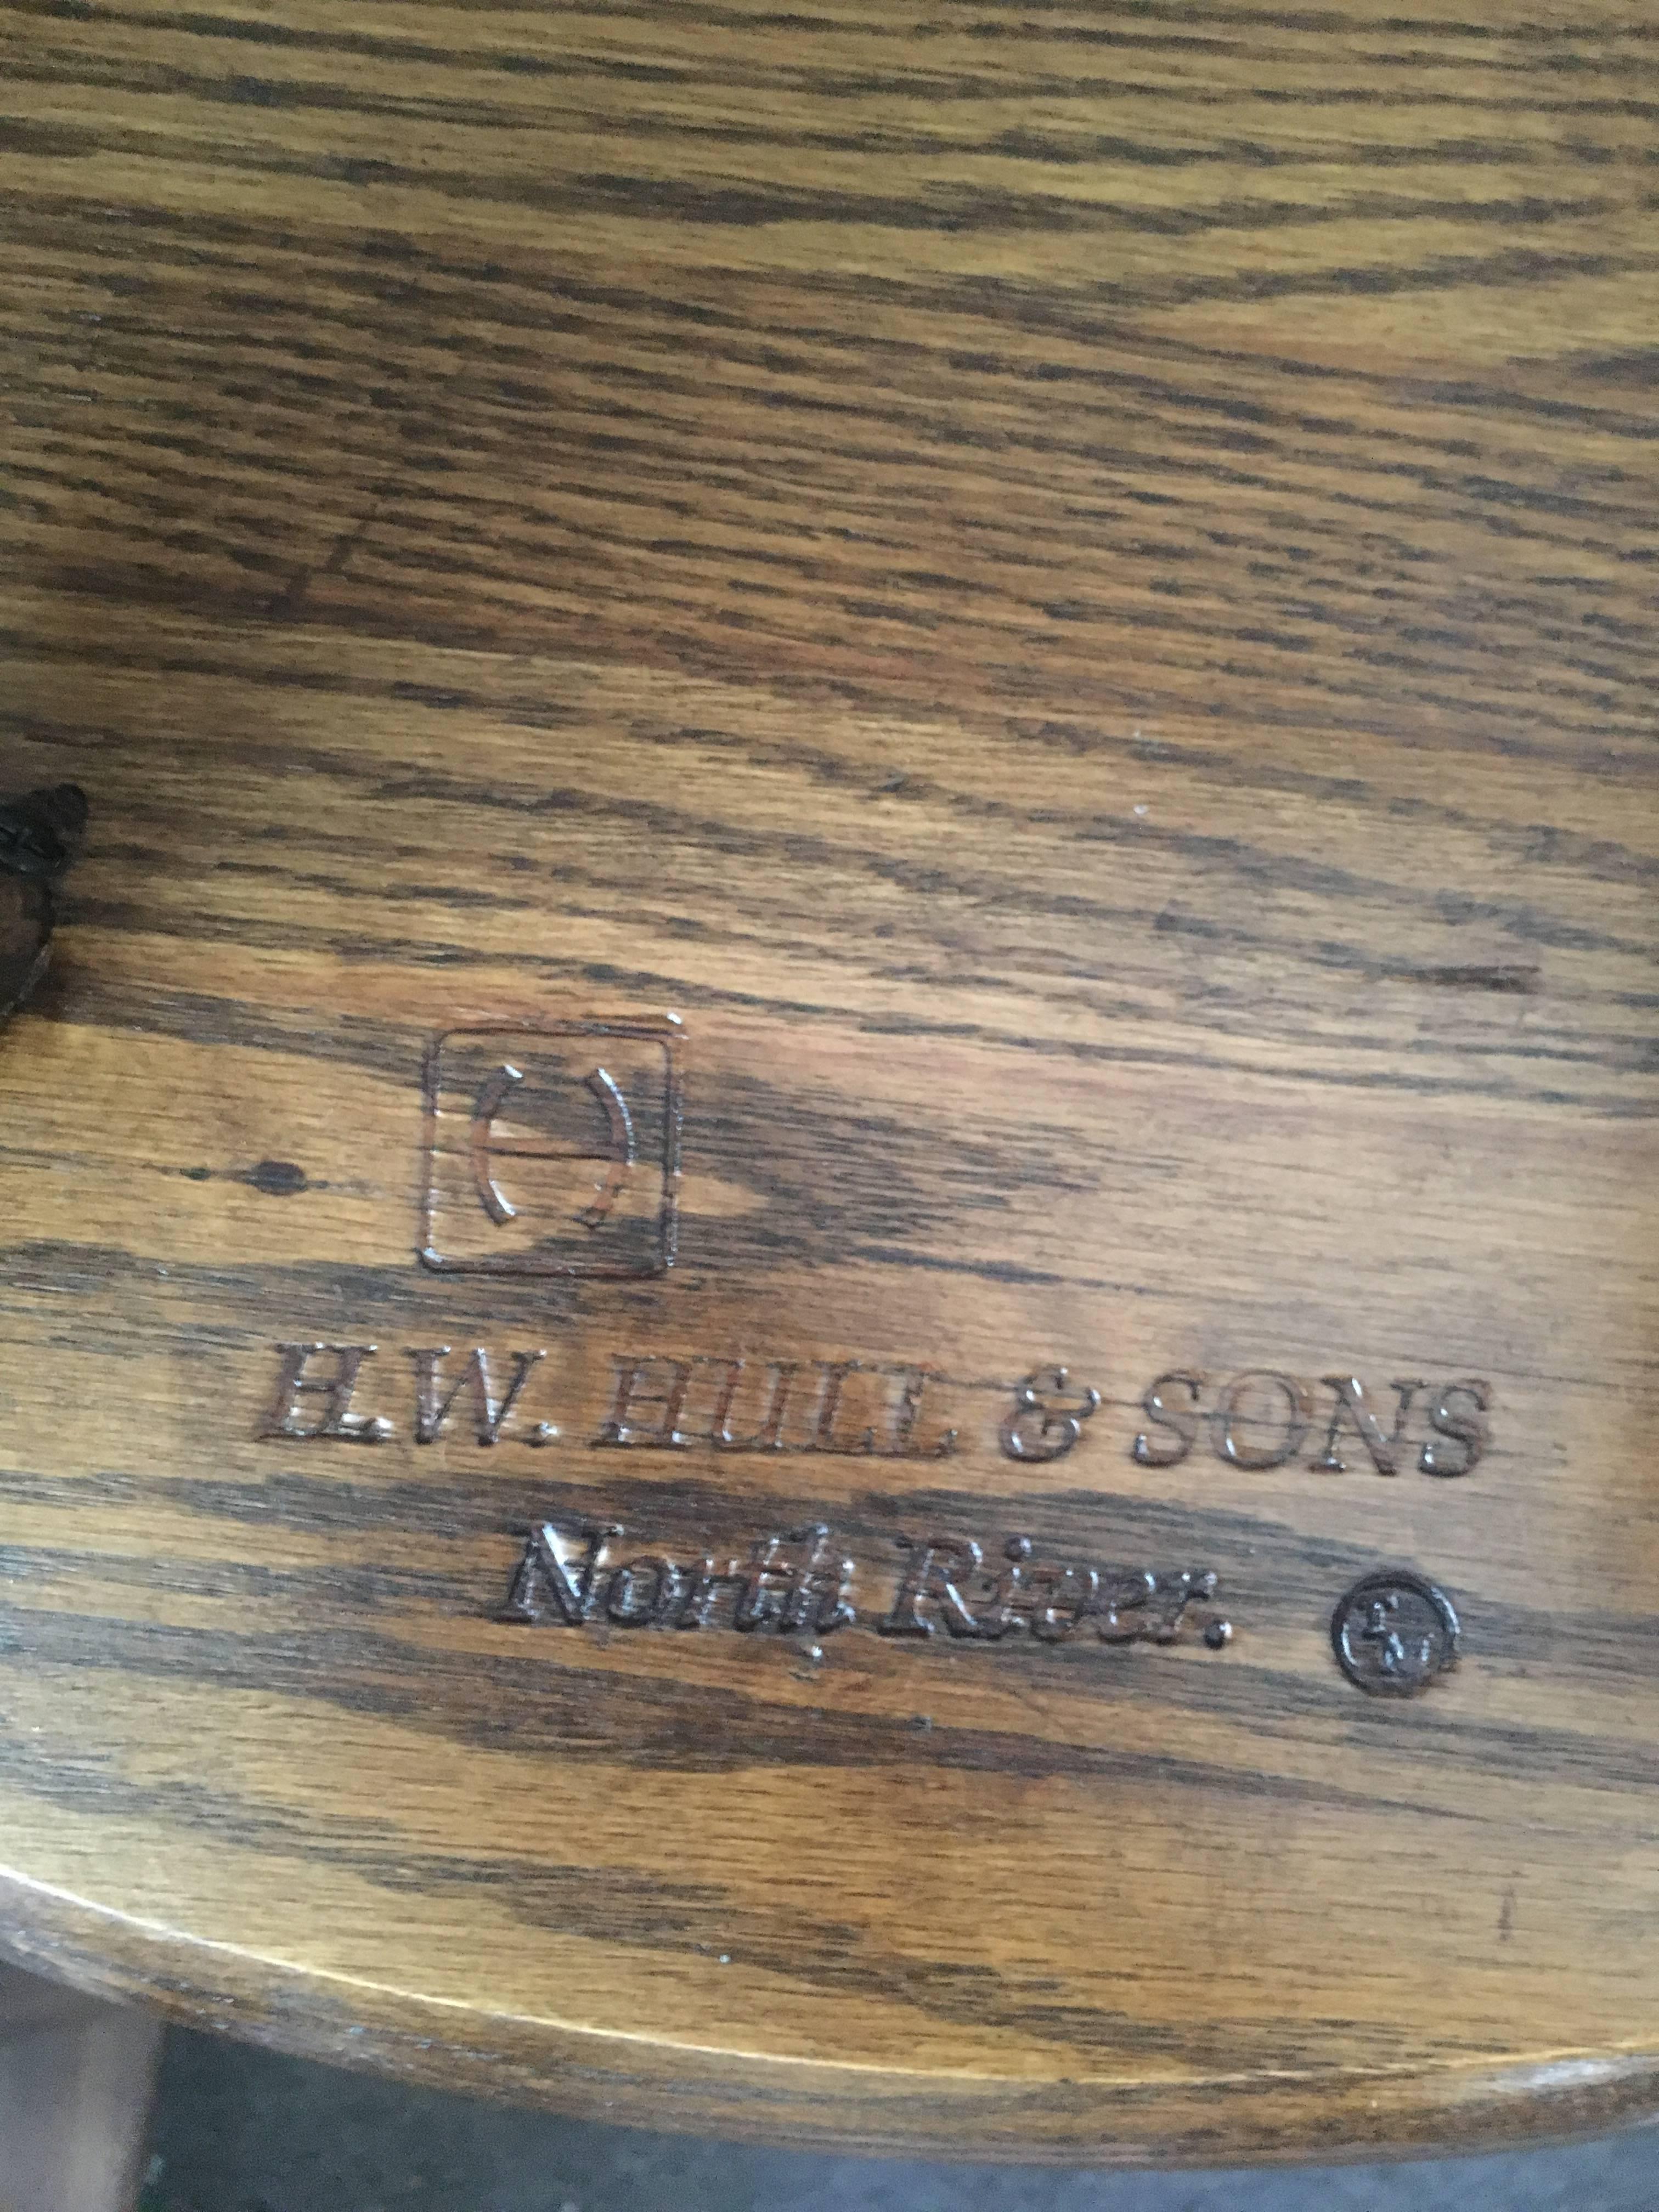 H
H.W. HULL & SONS
North River.